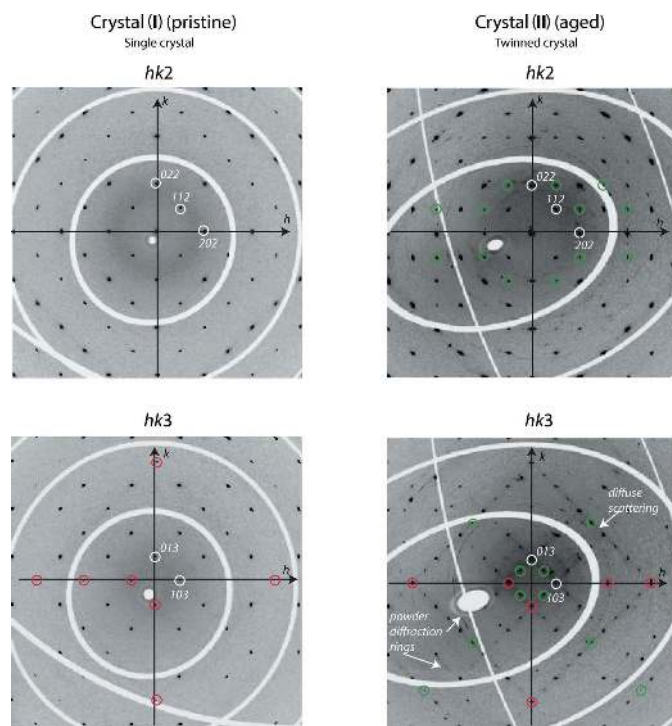 Crystal (I) (pristine)
Single crystal
Crystal (II) (aged)
Twinned crystal
hk2
k
022
112
h
202
hk2
k
022
112
h
202
hk3
k
013
h
103
hk3
k
diffuse
scattering
013
h
103
powder
diffraction
rings